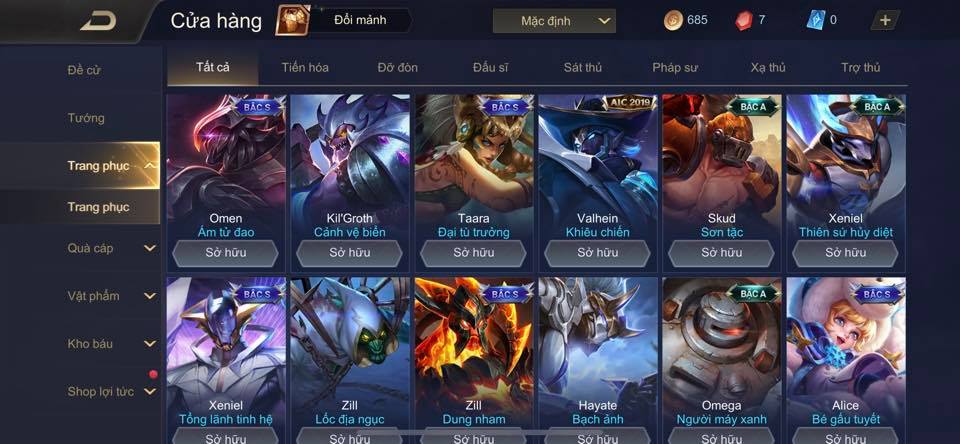 Cửa hàng
Đổi mảnh
Mặc định
685
7
0
Đề cử
Tướng
Trang phục
Trang phục
Quà cáp
Vật phẩm
Kho báu
Shop lợi tức
Tất cả
Tiến hóa
Đỡ đòn
Đấu sĩ
Sát thủ
Pháp sư
Xạ thủ
Trợ thủ
BẬC S
Omen
Ám tử đao
Sở hữu
Kil'Groth
Cảnh vệ biển
Sở hữu
BẬC S
Taara
Đại tù trưởng
Sở hữu
AIC 2019
Valhein
Khiêu chiến
Sở hữu
BẬC A
Skud
Sơn tặc
Sở hữu
BẬC A
Xeniel
Thiên sứ hủy diệt
Sở hữu
BẬC S
Xeniel
Tổng lãnh tinh hệ
Sở hữu
Zill
Lốc địa ngục
Sở hữu
BẬC S
Zill
Dung nham
Sở hữu
Hayate
Bạch ảnh
Sở hữu
BẬC A
Omega
Người máy xanh
Sở hữu
BẬC S
Alice
Bé gấu tuyết
Sở hữu